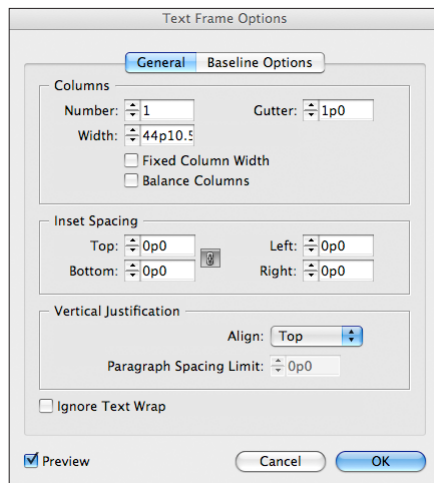 Text Frame Options
General Baseline Options
Columns
Number: 1 Gutter: 1p0
Width: 44p10.5
Fixed Column Width
Balance Columns
Inset Spacing
Top: 0p0 Left: 0p0
Bottom: 0p0 Right: 0p0
Vertical Justification
Align: Top
Paragraph Spacing Limit: 0p0
Ignore Text Wrap
Preview Cancel OK